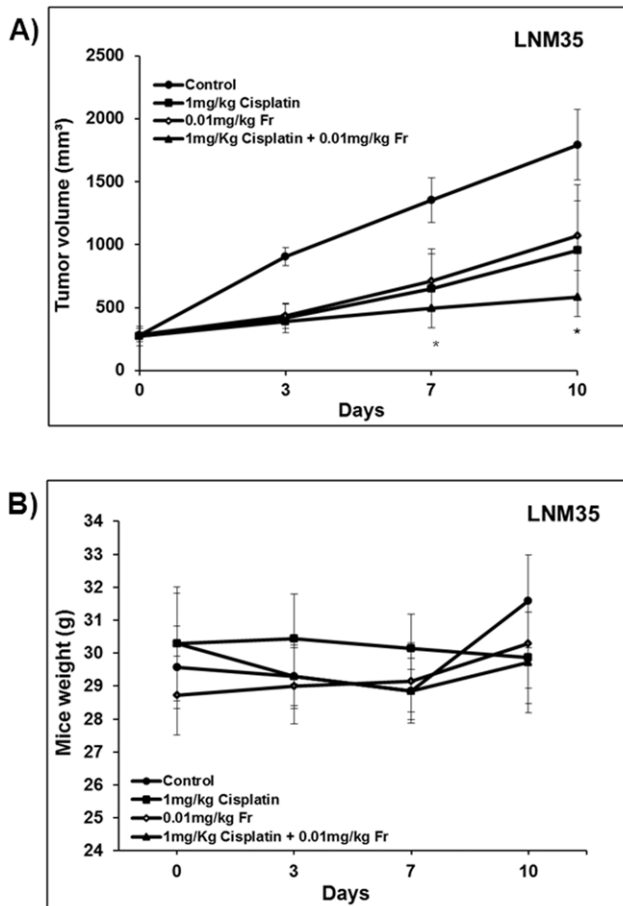 A)
LNM35
2500
2000
1500
1000
500
0
Tumor volume (mm³)
Control
1mg/kg Cisplatin
0.01mg/kg Fr
1mg/Kg Cisplatin + 0.01mg/kg Fr
*
*
0 3 7 10
Days
B)
LNM35
34
33
32
31
30
29
28
27
26
25
24
Mice weight (g)
Control
1mg/kg Cisplatin
0.01mg/kg Fr
1mg/Kg Cisplatin + 0.01mg/kg Fr
0 3 7 10
Days